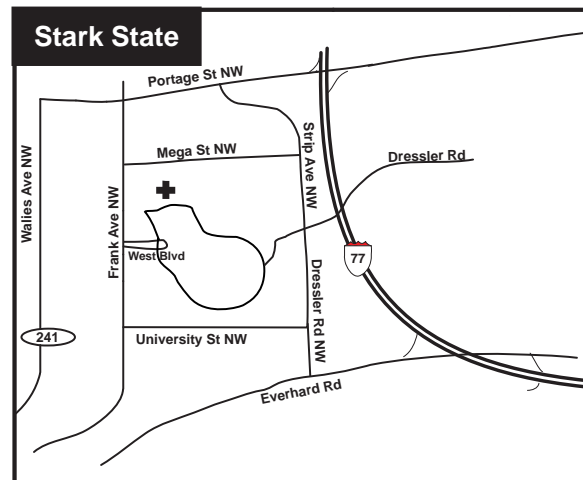 Stark State
Portage St NW
Mega St NW
Strip Ave NW
Dressler Rd
Walies Ave NW
Frank Ave NW
West Blvd
77
Dressler Rd NW
241
University St NW
Everhard Rd